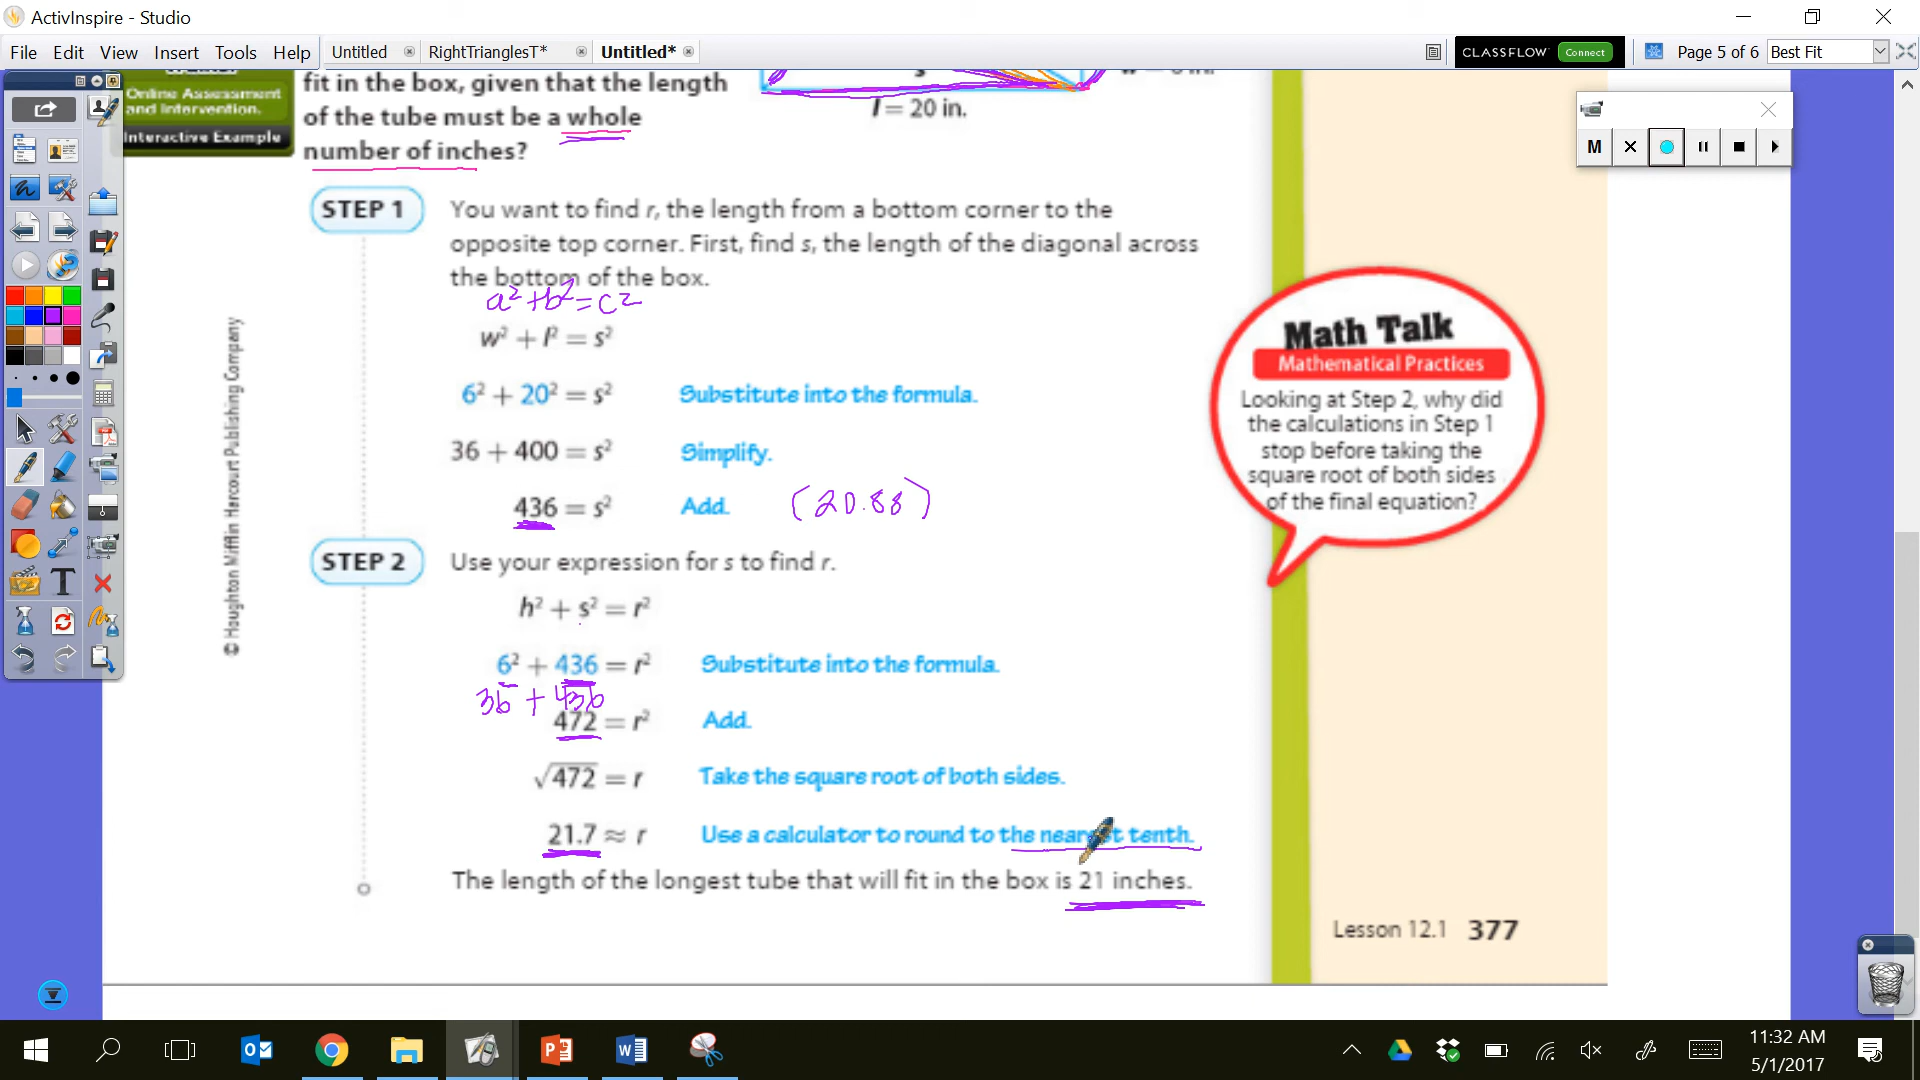 ActivInspire - Studio
File Edit View Insert Tools Help
Untitled
RightTrianglesT*
Untitled*
CLASSFLOW Connect
Page 5 of 6
Best Fit
Online Assessment
and Intervention.
Interactive Example
fit in the box, given that the length
of the tube must be a whole
number of inches?
l = 20 in.
M
STEP 1
You want to find r, the length from a bottom corner to the
opposite top corner. First, find s, the length of the diagonal across
the bottom of the box.
a² + b² = c²
w² + l² = s²
6² + 20² = s² Substitute into the formula.
36 + 400 = s² Simplify.
436 = s² Add. (20.88)
STEP 2
Use your expression for s to find r.
h² + s² = r²
6² + 436 = r² Substitute into the formula.
36 + 436
472 = r² Add.
√472 = r Take the square root of both sides.
21.7 ≈ r Use a calculator to round to the nearest tenth.
The length of the longest tube that will fit in the box is 21 inches.
Math Talk
Mathematical Practices
Looking at Step 2, why did
the calculations in Step 1
stop before taking the
square root of both sides
of the final equation?
© Houghton Mifflin Harcourt Publishing Company
Lesson 12.1 377
11:32 AM
5/1/2017